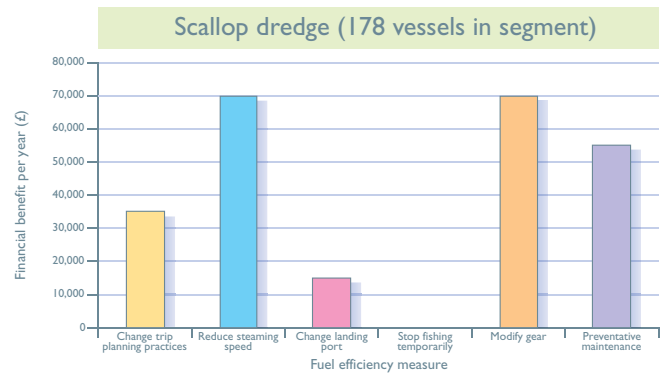 Scallop dredge (178 vessels in segment)
Financial benefit per year (£)
80,000
70,000
60,000
50,000
40,000
30,000
20,000
10,000
0
Change trip
planning practices
Reduce steaming
speed
Change landing
port
Stop fishing
temporarily
Modify gear
Preventative
maintenance
Fuel efficiency measure